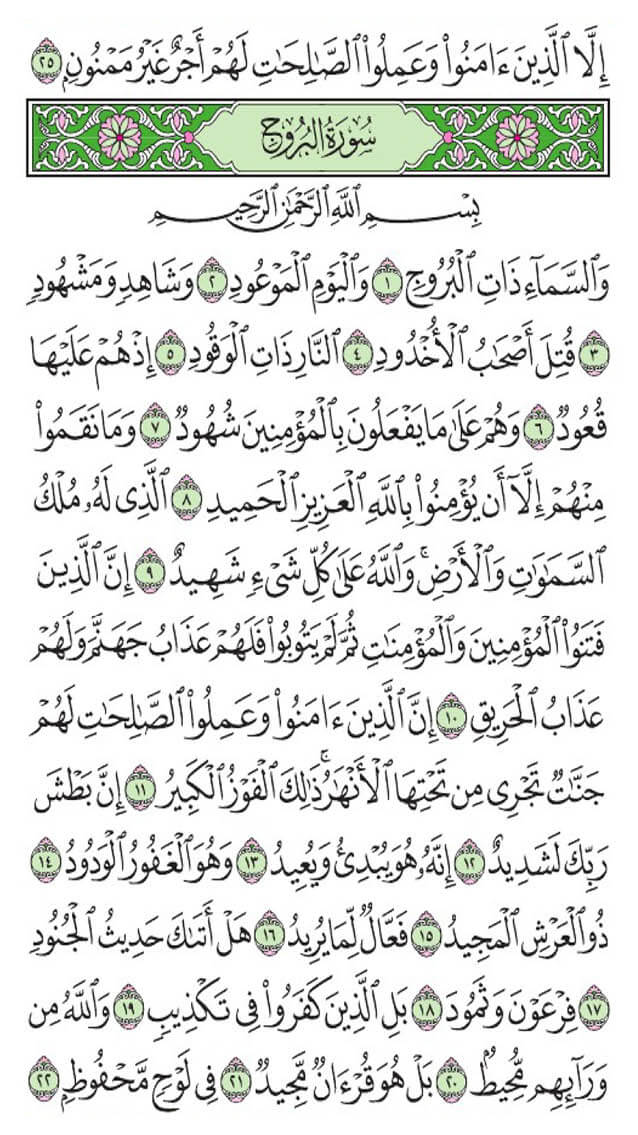 إِلَّا ٱلَّذِينَ ءَامَنُوا۟ وَعَمِلُوا۟ ٱلصَّـٰلِحَـٰتِ لَهُمْ أَجْرٌ غَيْرُ مَمْنُونٍۭ ٢٥
سُورَةُ البُرُوجِ
بِسْمِ ٱللَّهِ ٱلرَّحْمَـٰنِ ٱلرَّحِيمِ
وَٱلسَّمَآءِ ذَاتِ ٱلْبُرُوجِ ١ وَٱلْيَوْمِ ٱلْمَوْعُودِ ٢ وَشَاهِدٍ وَمَشْهُودٍ
٣ قُتِلَ أَصْحَـٰبُ ٱلْأُخْدُودِ ٤ ٱلنَّارِ ذَاتِ ٱلْوَقُودِ ٥ إِذْ هُمْ عَلَيْهَا
قُعُودٌ ٦ وَهُمْ عَلَىٰ مَا يَفْعَلُونَ بِٱلْمُؤْمِنِينَ شُهُودٌ ٧ وَمَا نَقَمُوا۟
مِنْهُمْ إِلَّآ أَن يُؤْمِنُوا۟ بِٱللَّهِ ٱلْعَزِيزِ ٱلْحَمِيدِ ٨ ٱلَّذِى لَهُۥ مُلْكُ
ٱلسَّمَـٰوَٰتِ وَٱلْأَرْضِ ۚ وَٱللَّهُ عَلَىٰ كُلِّ شَىْءٍ شَهِيدٌ ٩ إِنَّ ٱلَّذِينَ
فَتَنُوا۟ ٱلْمُؤْمِنِينَ وَٱلْمُؤْمِنَـٰتِ ثُمَّ لَمْ يَتُوبُوا۟ فَلَهُمْ عَذَابُ جَهَنَّمَ وَلَهُمْ
عَذَابُ ٱلْحَرِيقِ ١٠ إِنَّ ٱلَّذِينَ ءَامَنُوا۟ وَعَمِلُوا۟ ٱلصَّـٰلِحَـٰتِ لَهُمْ
جَنَّـٰتٌ تَجْرِى مِن تَحْتِهَا ٱلْأَنْهَـٰرُ ۚ ذَٰلِكَ ٱلْفَوْزُ ٱلْكَبِيرُ ١١ إِنَّ بَطْشَ
رَبِّكَ لَشَدِيدٌ ١٢ إِنَّهُۥ هُوَ يُبْدِئُ وَيُعِيدُ ١٣ وَهُوَ ٱلْغَفُورُ ٱلْوَدُودُ ١٤
ذُو ٱلْعَرْشِ ٱلْمَجِيدُ ١٥ فَعَّالٌ لِّمَا يُرِيدُ ١٦ هَلْ أَتَىٰكَ حَدِيثُ ٱلْجُنُودِ
١٧ فِرْعَوْنَ وَثَمُودَ ١٨ بَلِ ٱلَّذِينَ كَفَرُوا۟ فِى تَكْذِيبٍ ١٩ وَٱللَّهُ مِن
وَرَآئِهِم مُّحِيطٌۢ ٢٠ بَلْ هُوَ قُرْءَانٌ مَّجِيدٌ ٢١ فِى لَوْحٍ مَّحْفُوظٍۭ ٢٢